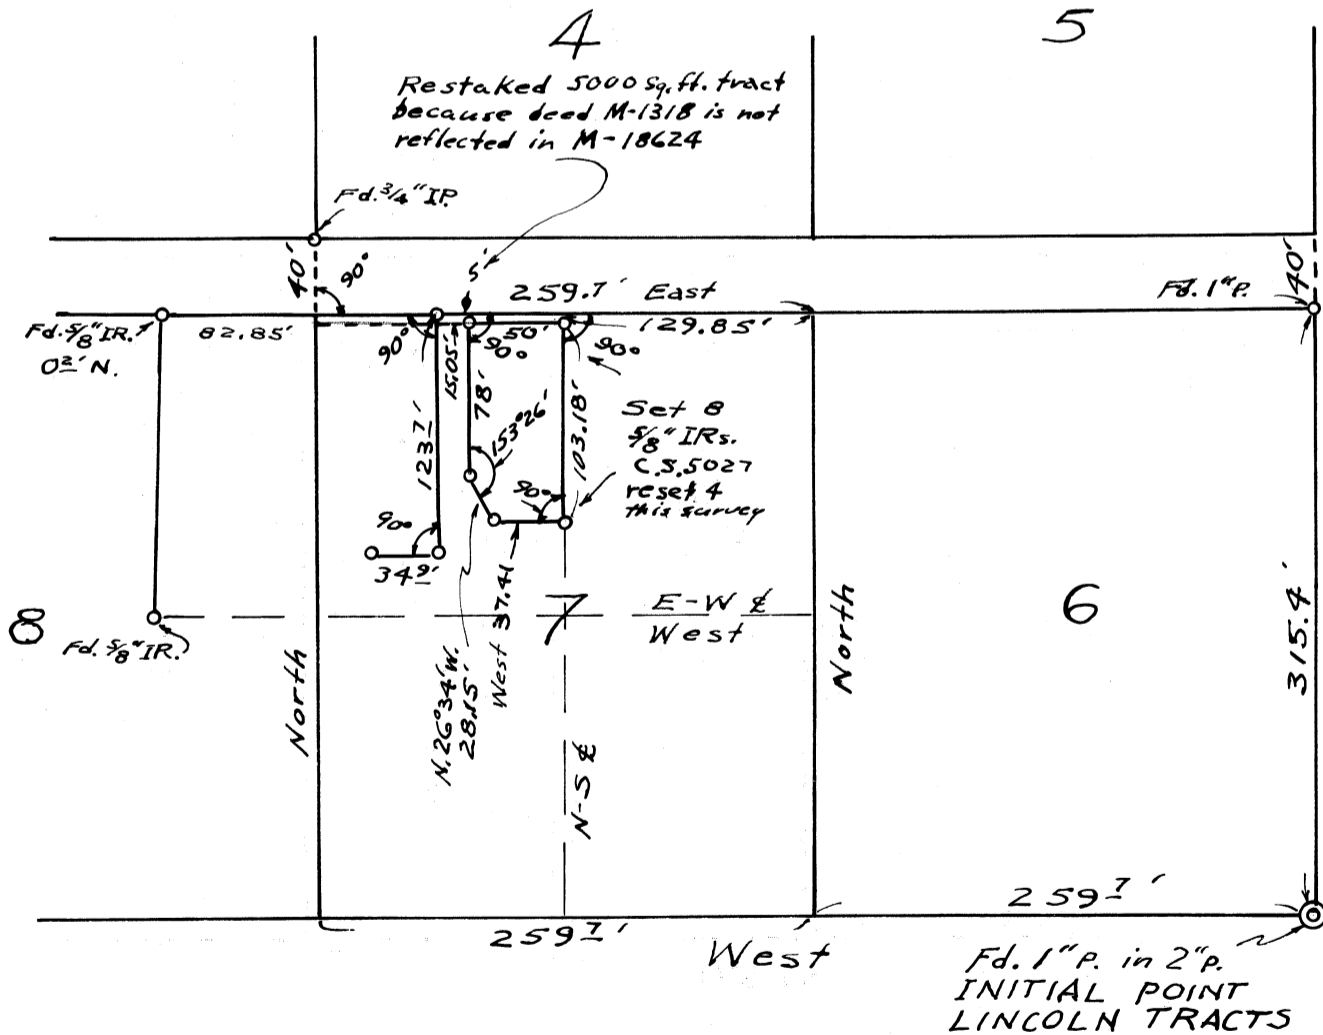 4
5
Restaked 5000 Sq. ft. tract
because deed M-1318 is not
reflected in M-18624
Fd. 3/4" IP.
40'
90°
5'
40'
259.7' East
Fd. 1" P.
Fd. 5/8" IR.
0.2' N.
82.85'
90°
15.05'
50'
90°
129.85'
90°
123.7'
78'
153°26'
103.18'
Set 8
5/8" IRs.
C.S. 5027
reset 4
this survey
90°
90°
34.9'
8
Fd. 5/8" IR.
7
E-W ℄
West
6
North
N. 26°34' W.
28.15'
West 37.41
North
315.4'
N-S ℄
259.7'
259.7'
West
Fd. 1" P. in 2" P.
INITIAL POINT
LINCOLN TRACTS